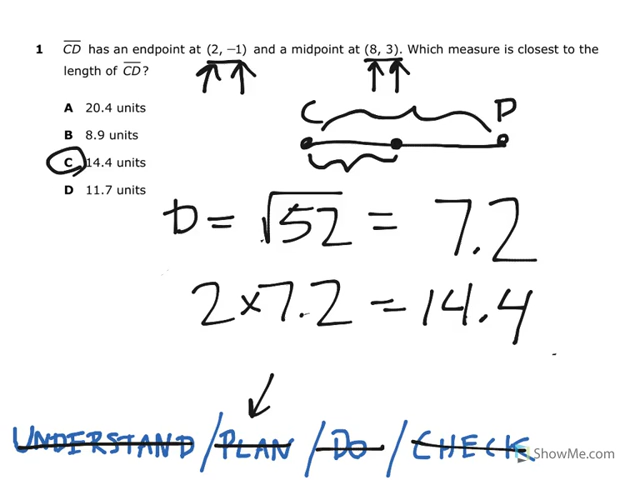 1 CD has an endpoint at (2, −1) and a midpoint at (8, 3). Which measure is closest to the
length of CD?
A 20.4 units
B 8.9 units
C 14.4 units
D 11.7 units
C D
D = √52 = 7.2
2 x 7.2 = 14.4
UNDERSTAND / PLAN / DO / CHECK
ShowMe.com